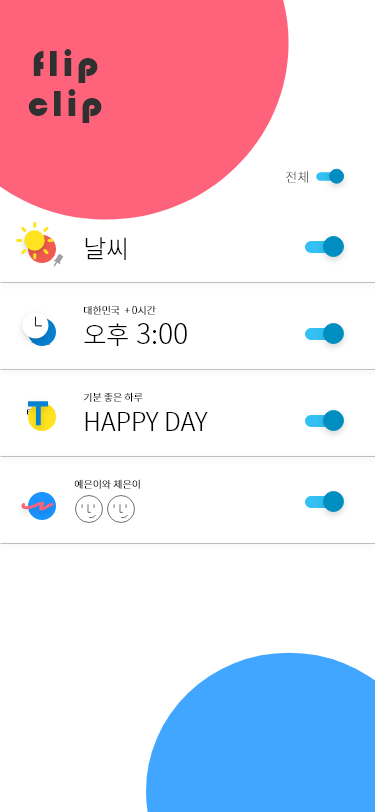 flip
clip
전체
날씨
대한민국 +0시간
오후 3:00
기분 좋은 하루
T
HAPPY DAY
예은이와 체은이